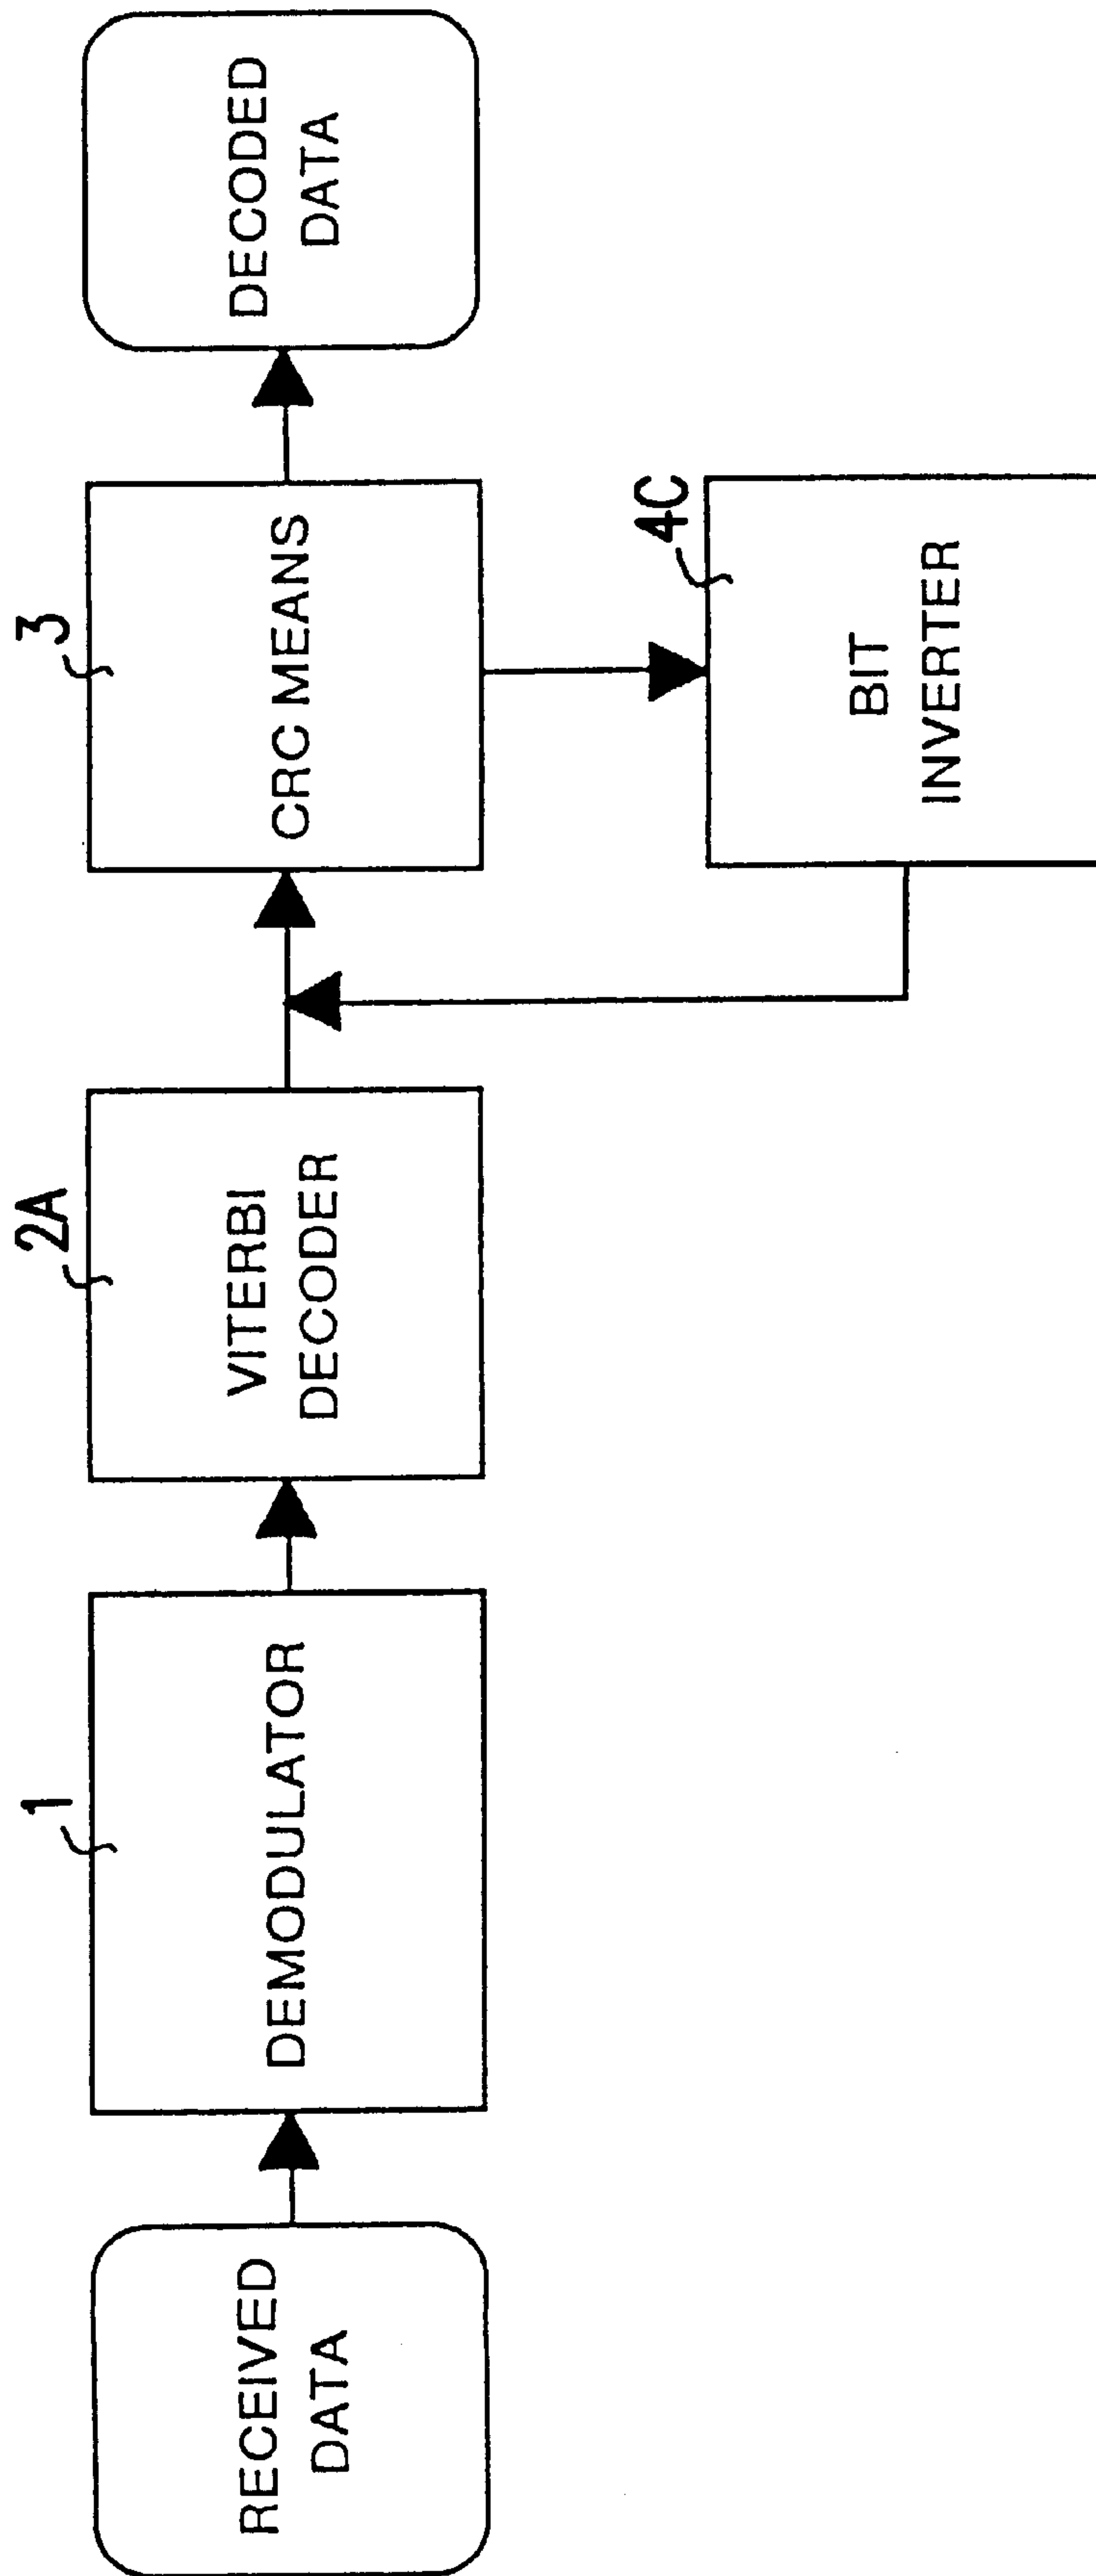 RECEIVED
DATA
1
DEMODULATOR
2A
VITERBI
DECODER
3
CRC MEANS
DECODED
DATA
4C
BIT
INVERTER